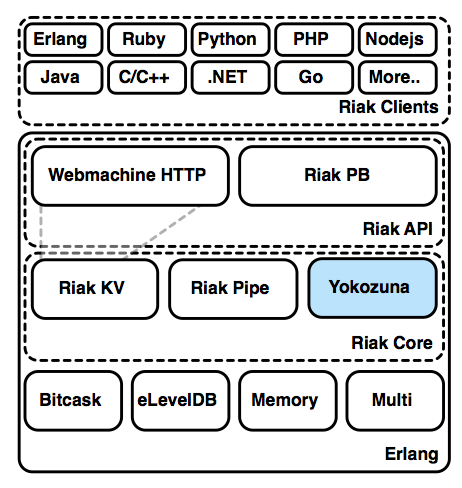 Erlang Ruby Python PHP Nodejs
Java C/C++ .NET Go More..
Riak Clients
Webmachine HTTP Riak PB
Riak API
Riak KV Riak Pipe Yokozuna
Riak Core
Bitcask eLevelDB Memory Multi
Erlang